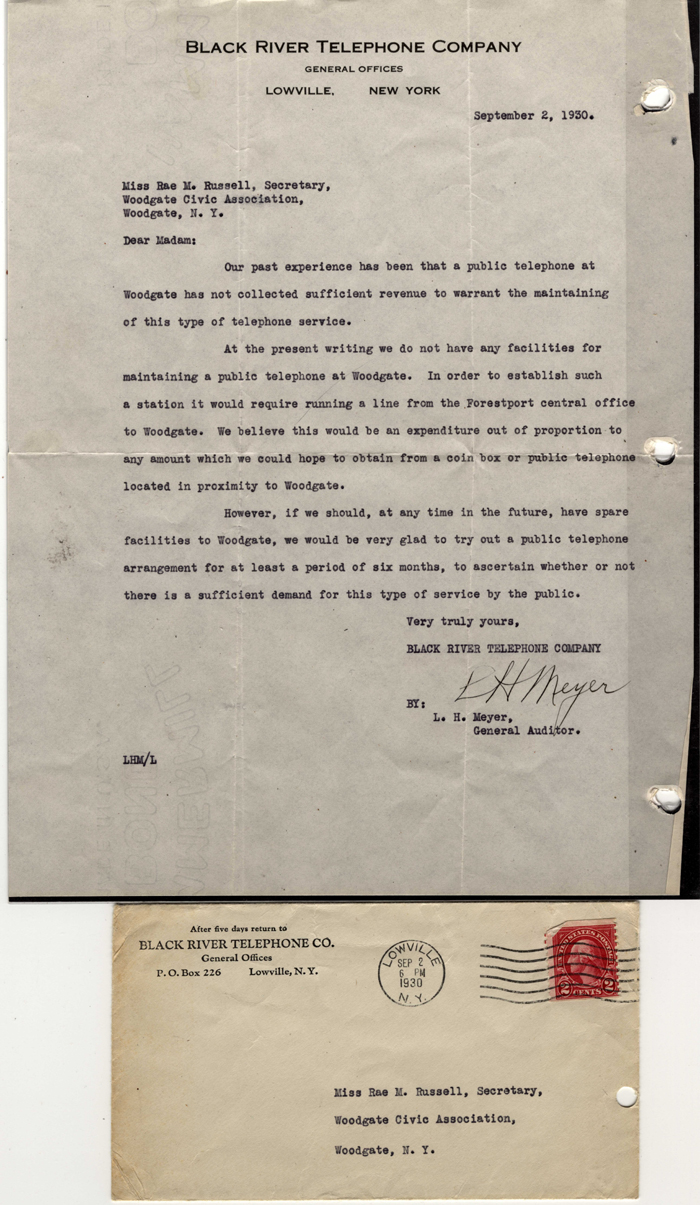 BLACK RIVER TELEPHONE COMPANY
GENERAL OFFICES
LOWVILLE, NEW YORK
September 2, 1930.
Miss Rae M. Russell, Secretary,
Woodgate Civic Association,
Woodgate, N. Y.
Dear Madam:
Our past experience has been that a public telephone at
Woodgate has not collected sufficient revenue to warrant the maintaining
of this type of telephone service.
At the present writing we do not have any facilities for
maintaining a public telephone at Woodgate. In order to establish such
a station it would require running a line from the Forestport central office
to Woodgate. We believe this would be an expenditure out of proportion to
any amount which we could hope to obtain from a coin box or public telephone
located in proximity to Woodgate.
However, if we should, at any time in the future, have spare
facilities to Woodgate, we would be very glad to try out a public telephone
arrangement for at least a period of six months, to ascertain whether or not
there is a sufficient demand for this type of service by the public.
Very truly yours,
BLACK RIVER TELEPHONE COMPANY
L H Meyer
BY:
L. H. Meyer,
General Auditor.
LHM/L
After five days return to
BLACK RIVER TELEPHONE CO.
General Offices
P. O. Box 226 Lowville, N. Y.
LOWVILLE
SEP 2
6 PM
1930
N. Y.
UNITED STATES POSTAGE
2 CENTS 2
Miss Rae M. Russell, Secretary,
Woodgate Civic Association,
Woodgate, N. Y.